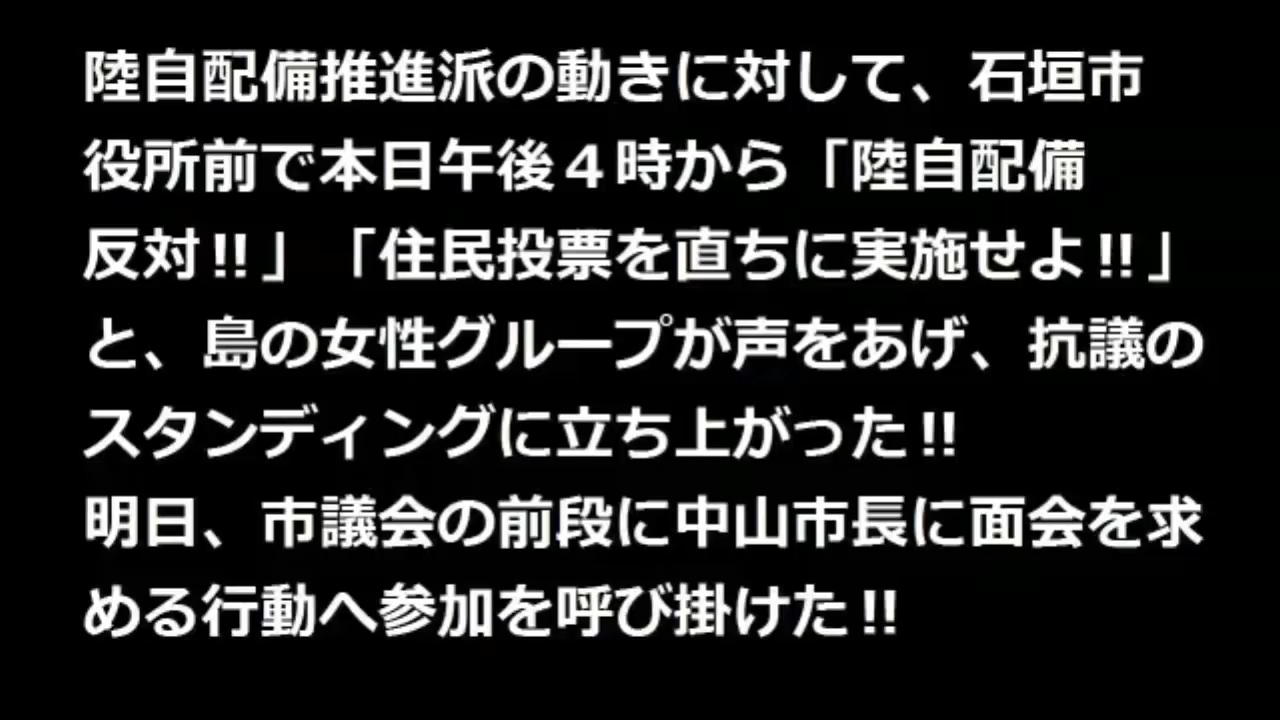 陸自配備推進派の動きに対して、石垣市
役所前で本日午後４時から「陸自配備
反対‼」「住民投票を直ちに実施せよ‼」
と、島の女性グループが声をあげ、抗議の
スタンディングに立ち上がった‼
明日、市議会の前段に中山市長に面会を求
める行動へ参加を呼び掛けた‼